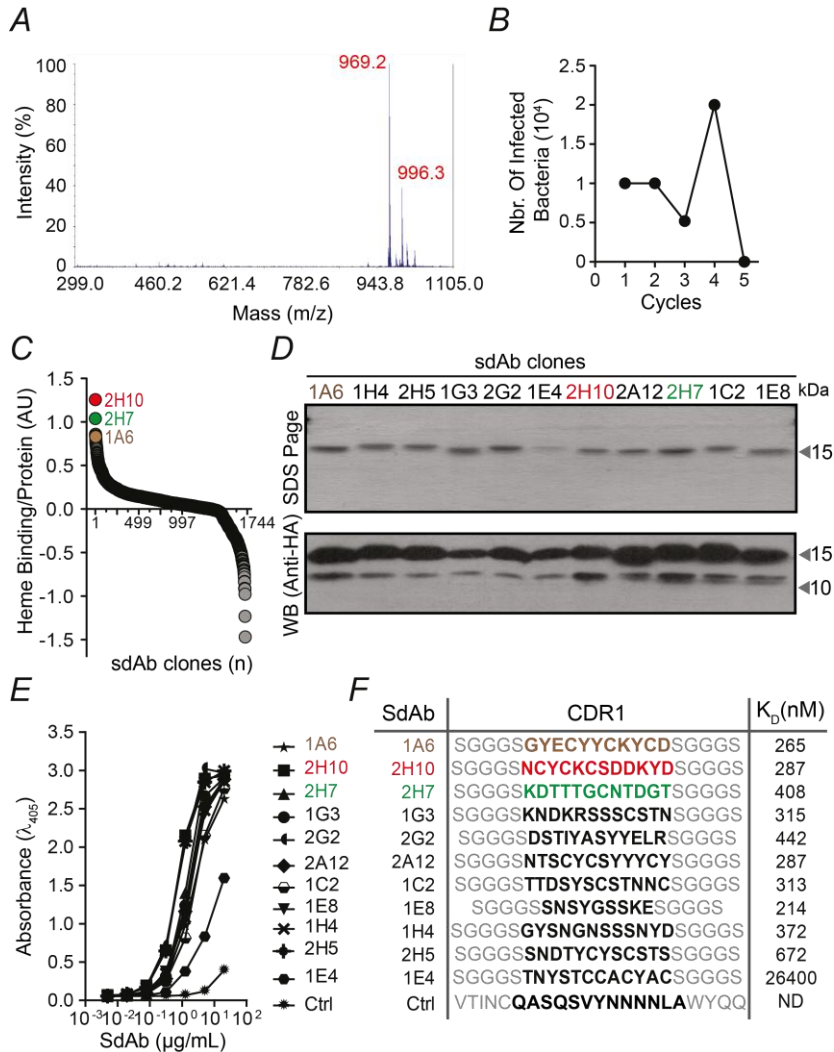 A
100
80
60
40
20
0
Intensity (%)
969.2
996.3
299.0 460.2 621.4 782.6 943.8 1105.0
Mass (m/z)
B
2.5
2
1.5
1
0.5
0
Nbr. Of Infected
Bacteria (10⁴)
0 1 2 3 4 5
Cycles
C
1.5
1.0
0.5
0.0
-0.5
-1.0
-1.5
Heme Binding/Protein (AU)
2H10
2H7
1A6
1 499 997 1744
sdAb clones (n)
D
sdAb clones
1A6 1H4 2H5 1G3 2G2 1E4 2H10 2A12 2H7 1C2 1E8 kDa
SDS Page
15
WB (Anti-HA)
15
10
E
3.5
3.0
2.5
2.0
1.5
1.0
0.5
0.0
Absorbance (λ₄₀₅)
10⁻³ 10⁻² 10⁻¹ 10⁰ 10¹ 10²
SdAb (μg/mL)
1A6
2H10
2H7
1G3
2G2
2A12
1C2
1E8
1H4
2H5
1E4
Ctrl
F
SdAb CDR1 K_D(nM)
1A6 SGGGSGYECYYCKYCDSGGGS 265
2H10 SGGGSNCYCKCSDDKYDSGGGS 287
2H7 SGGGSKDTTTGCNTDGTSGGGS 408
1G3 SGGGSKNDKRSSSCSTNSGGGS 315
2G2 SGGGSDSTIYASYYELRSGGGS 442
2A12 SGGGSNTSCYCSYYYCYSGGGS 287
1C2 SGGGSTTDSYSCSTNNCSGGGS 313
1E8 SGGGSSNSYGSSKESGGGS 214
1H4 SGGGSGYSNGNSSSNYDSGGGS 372
2H5 SGGGSSNDTYCYSCSTSSGGGS 672
1E4 SGGGSTNYSTCCACYACSGGGS 26400
Ctrl VTINCQASQSVYNNNNLAWYQQ ND